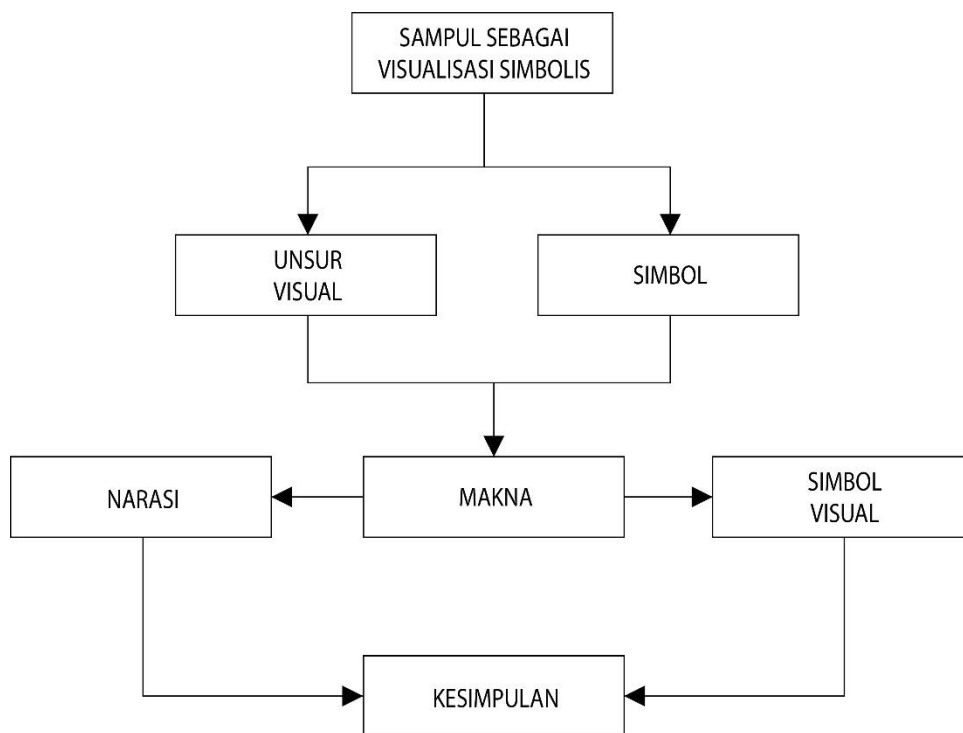 SAMPUL SEBAGAI
VISUALISASI SIMBOLIS
UNSUR
VISUAL
SIMBOL
NARASI
MAKNA
SIMBOL
VISUAL
KESIMPULAN